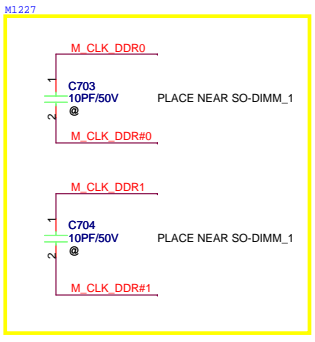 M1227
M_CLK_DDR0
1
C703
10PF/50V
@
2
PLACE NEAR SO-DIMM_1
M_CLK_DDR#0
M_CLK_DDR1
1
C704
10PF/50V
@
2
PLACE NEAR SO-DIMM_1
M_CLK_DDR#1